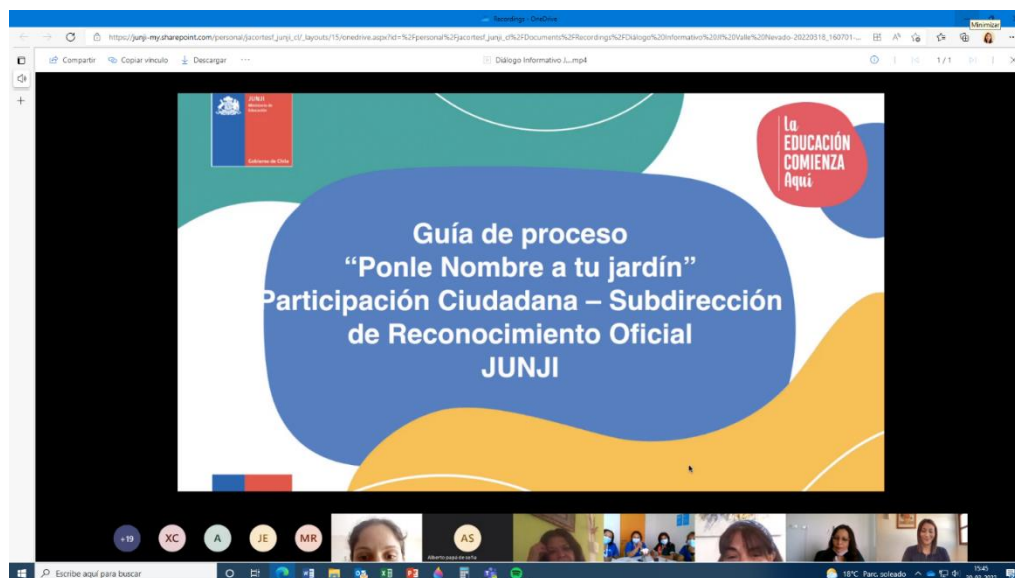 Recordings - OneDrive
Minimizar
https://junji-my.sharepoint.com/personal/jacortesf_junji_cl/_layouts/15/onedrive.aspx?id=%2Fpersonal%2Fjacortesf_junji_cl%2FDocuments%2FRecordings%2FDiálogo%20Informativo%20JI%20Valle%20Nevado-20220318_160701-...
Compartir
Copiar vínculo
Descargar
Diálogo Informativo J....mp4
1 / 1
JUNJI
Ministerio de
Educación
Gobierno de Chile
La
EDUCACIÓN
COMIENZA
Aquí
Guía de proceso
“Ponle Nombre a tu jardín”
Participación Ciudadana – Subdirección
de Reconocimiento Oficial
JUNJI
+19
XC
A
JE
MR
AS
Alberto papá de sofia
Escribe aquí para buscar
18°C Parc. soleado
15:45